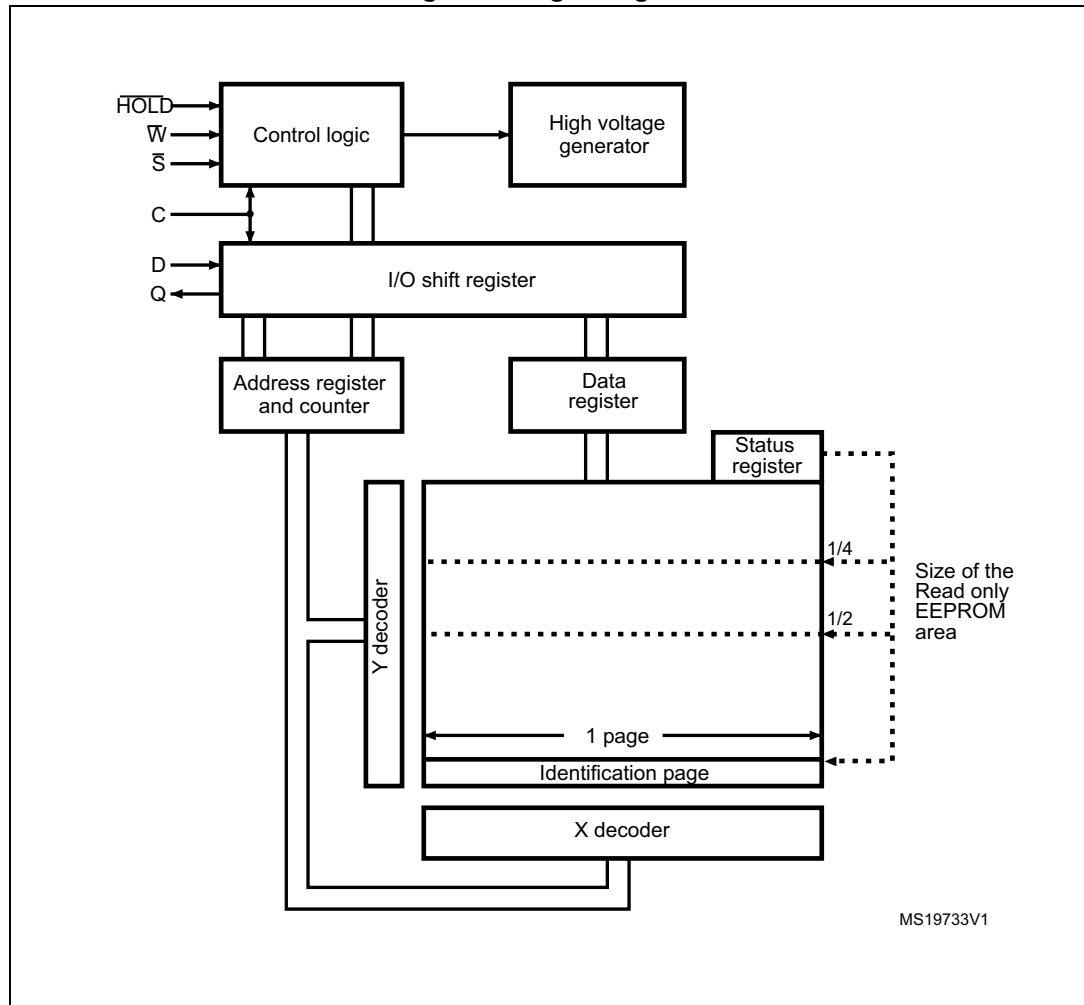 H̅O̅L̅D̅
W̅
S̅
C
D
Q
Control logic
High voltage
generator
I/O shift register
Address register
and counter
Data
register
Status
register
1/4
1/2
Size of the
Read only
EEPROM
area
Y decoder
1 page
Identification page
X decoder
MS19733V1